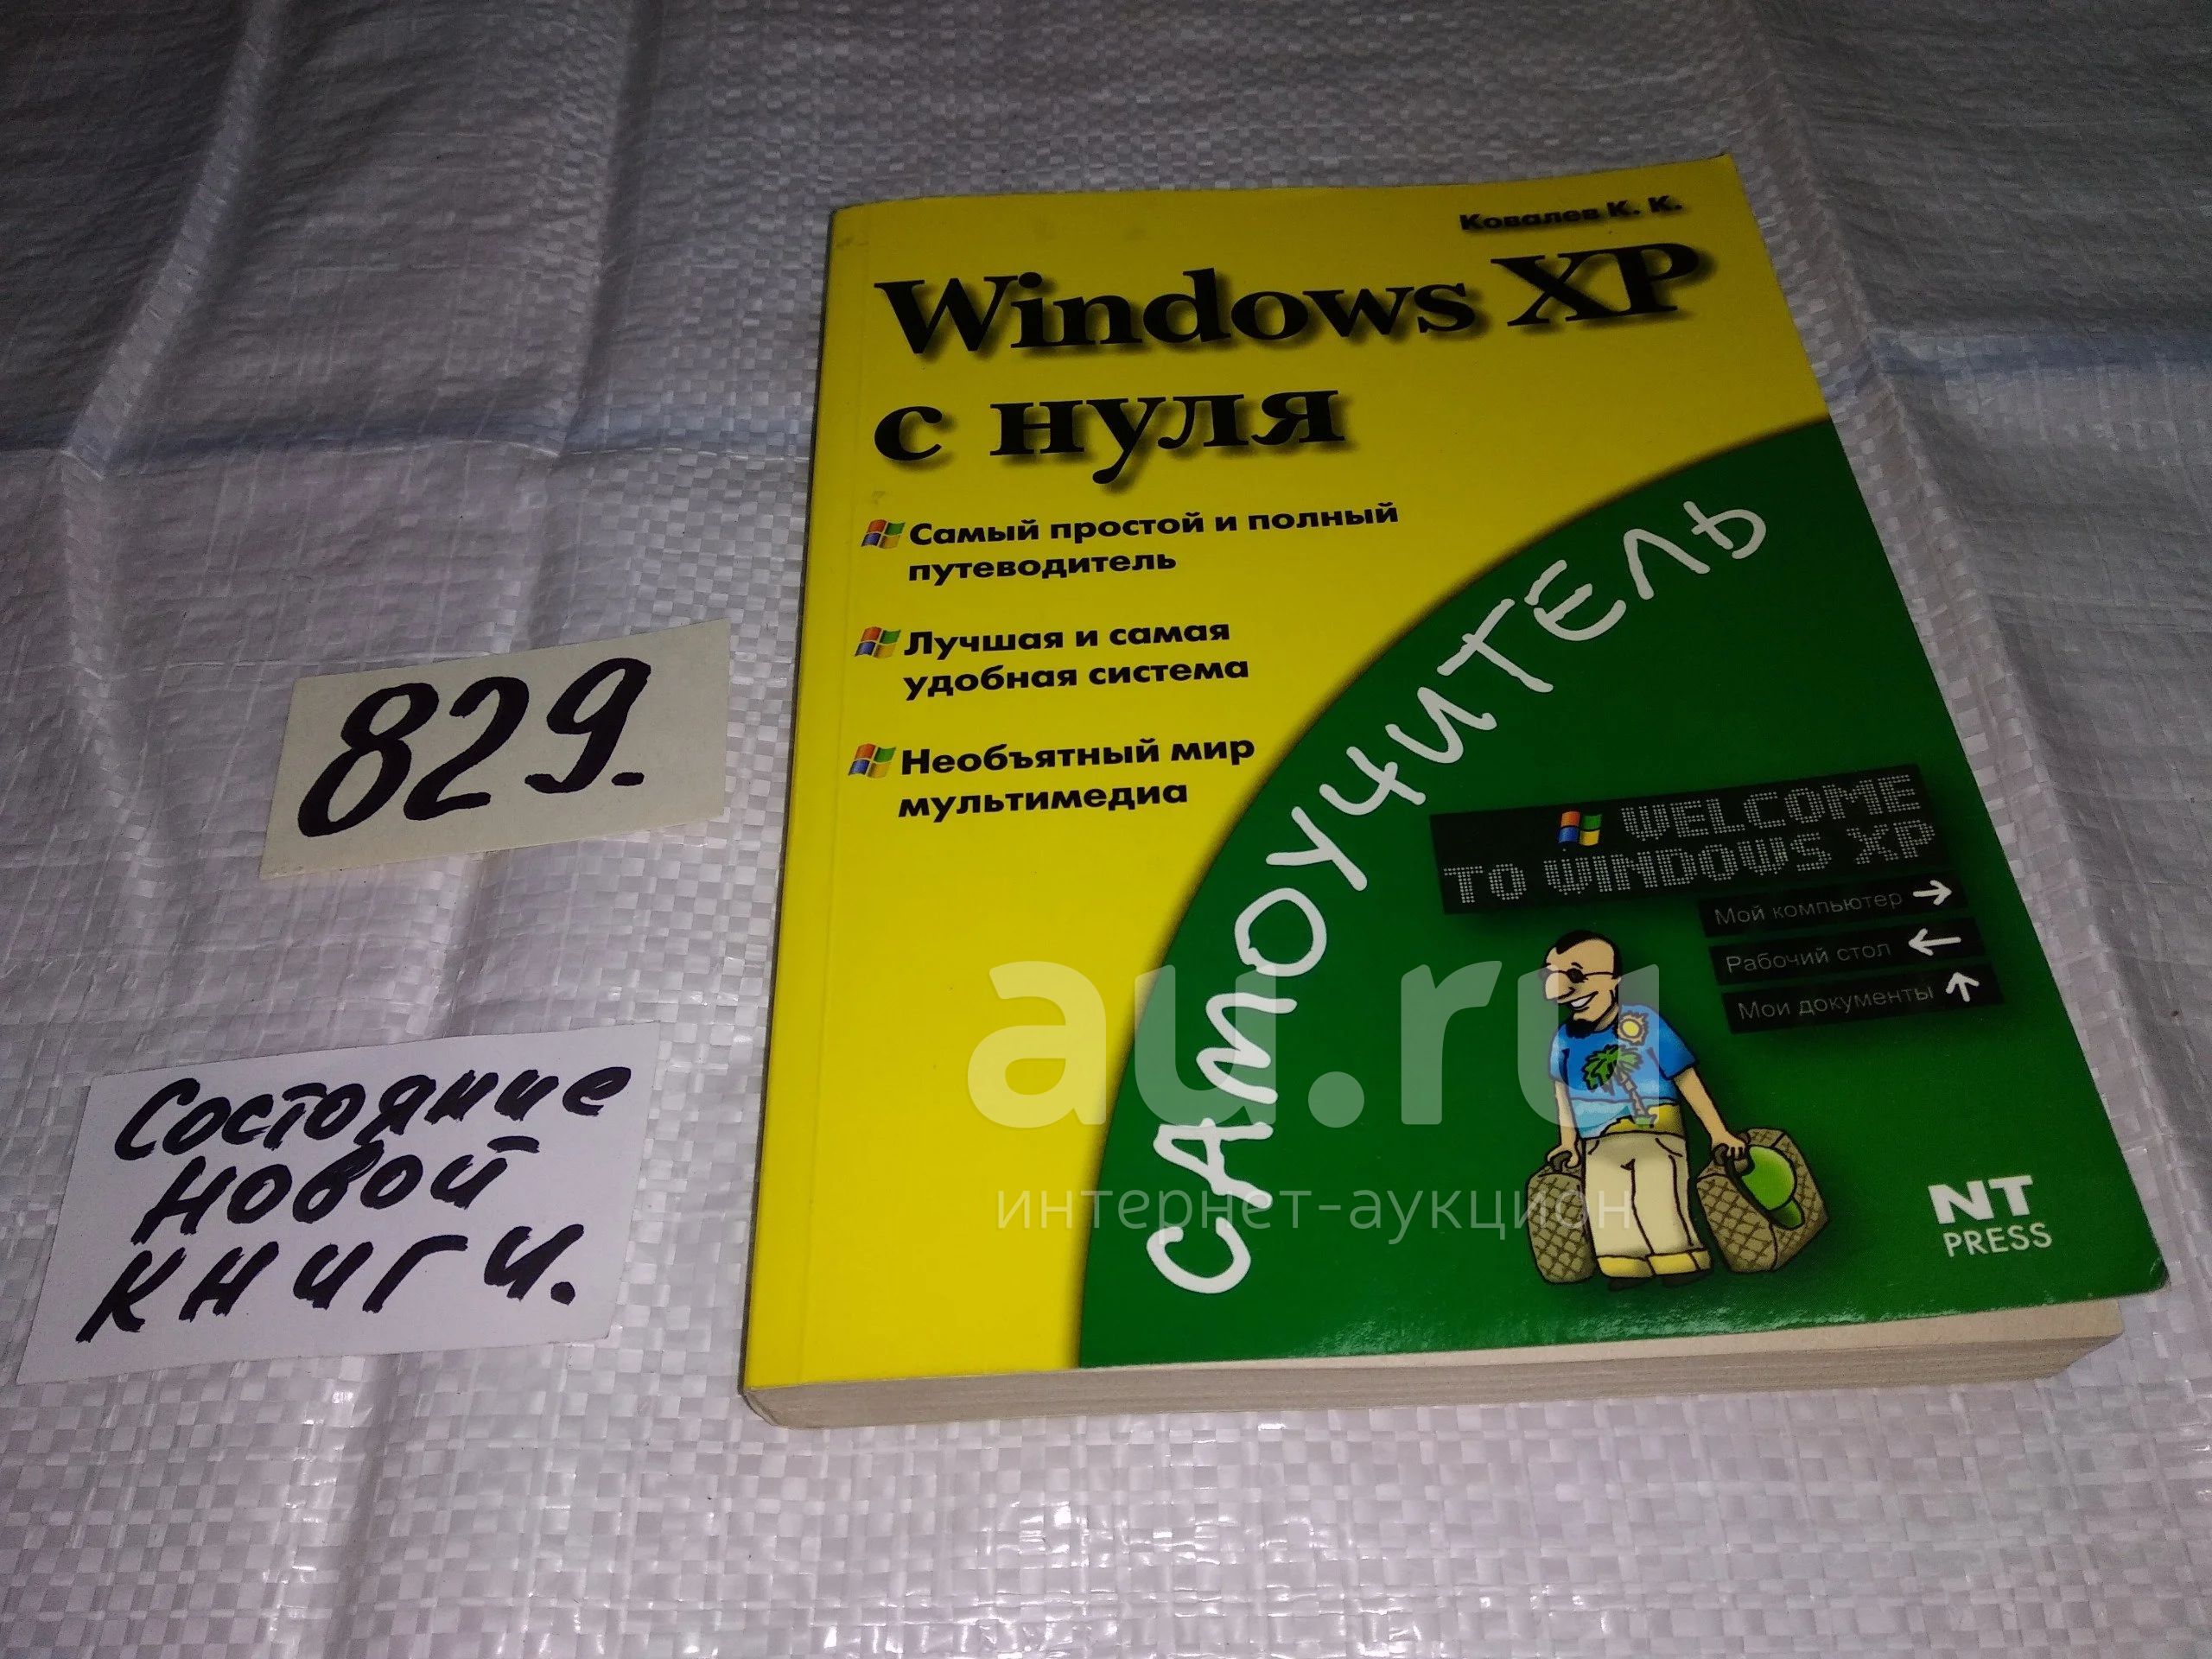 Ковалев К. К.
Windows XP
с нуля
Самый простой и полный
путеводитель
Лучшая и самая
удобная система
Необъятный мир
мультимедиа
САМОУЧИТЕЛЬ
WELCOME
TO WINDOWS XP
Мой компьютер →
Рабочий стол ←
Мои документы ↑
NT
PRESS
829.
Состояние
новой
книги.
au.ru
интернет-аукцион